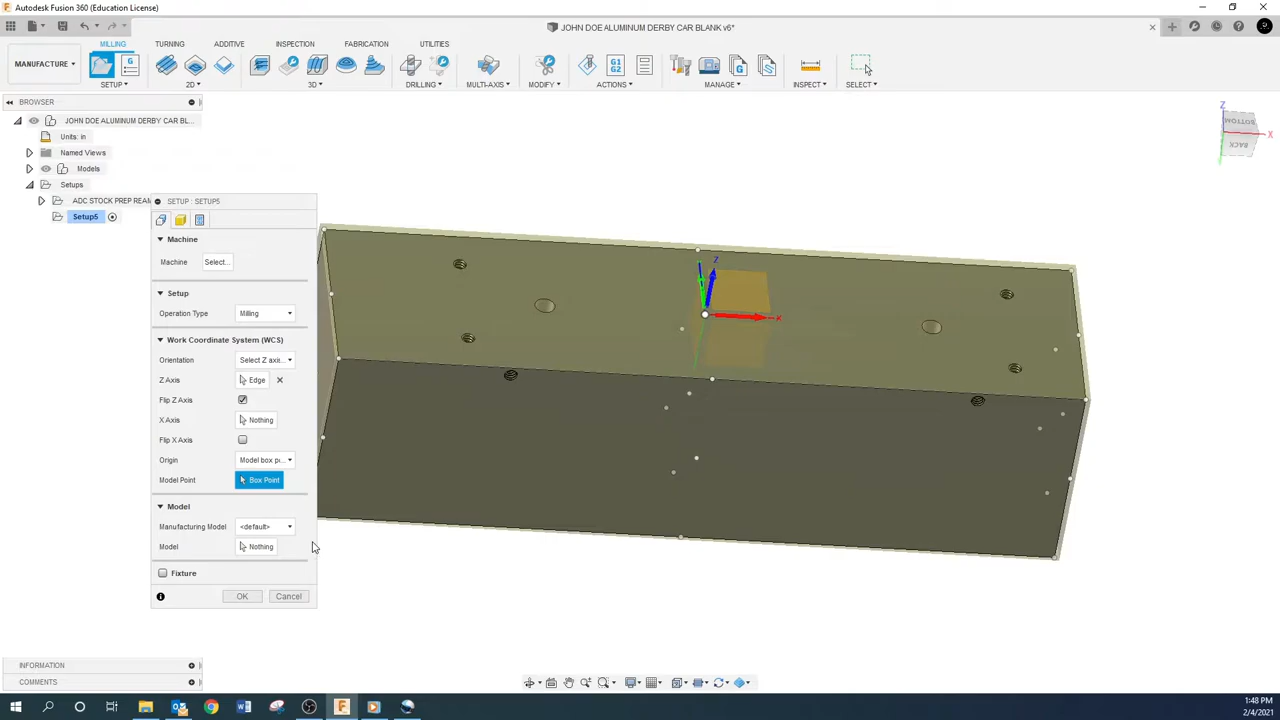 Autodesk Fusion 360 (Education License)
JOHN DOE ALUMINUM DERBY CAR BLANK v6*
MANUFACTURE
MILLING TURNING ADDITIVE INSPECTION FABRICATION UTILITIES
SETUP 2D 3D DRILLING MULTI-AXIS MODIFY ACTIONS MANAGE INSPECT SELECT
G G1 G2 G
BROWSER
JOHN DOE ALUMINUM DERBY CAR BL...
Units: in
Named Views
Models
Setups
ADC STOCK PREP REAM
Setup5
SETUP : SETUP5
Machine
Machine Select...
Setup
Operation Type Milling
Work Coordinate System (WCS)
Orientation Select Z axis...
Z Axis Edge
Flip Z Axis
X Axis Nothing
Flip X Axis
Origin Model box p...
Model Point Box Point
Model
Manufacturing Model <default>
Model Nothing
Fixture
OK Cancel
Z
X
Z
BOTTOM
X
BACK
INFORMATION
COMMENTS
1:48 PM
2/4/2021